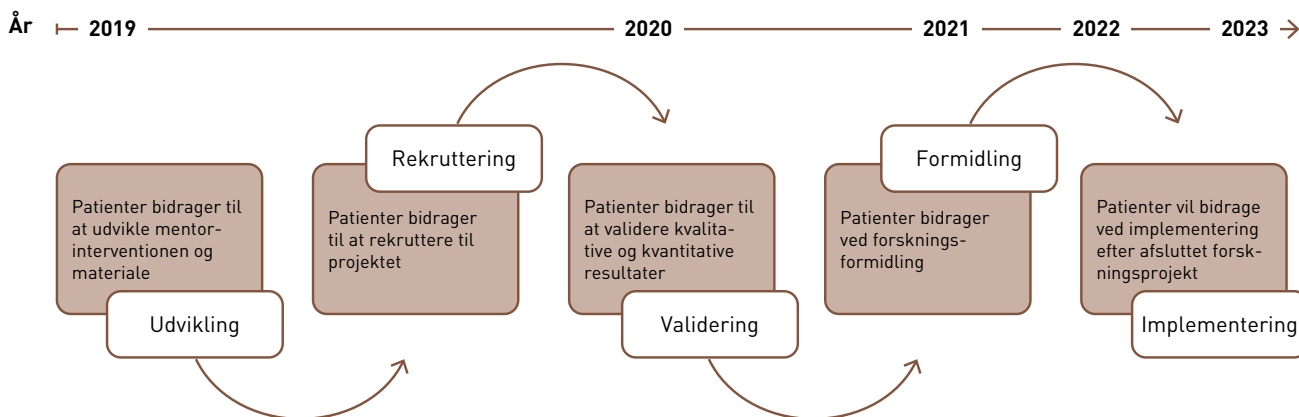 År 2019 2020 2021 2022 2023
Patienter bidrager til
at udvikle mentor-
interventionen og
materiale
Udvikling
Rekruttering
Patienter bidrager
til at rekruttere til
projektet
Patienter bidrager til
at validere kvalita-
tive og kvantitative
resultater
Validering
Formidling
Patienter bidrager
ved forsknings-
formidling
Patienter vil bidrage
ved implementering
efter afsluttet forsk-
ningsprojekt
Implementering